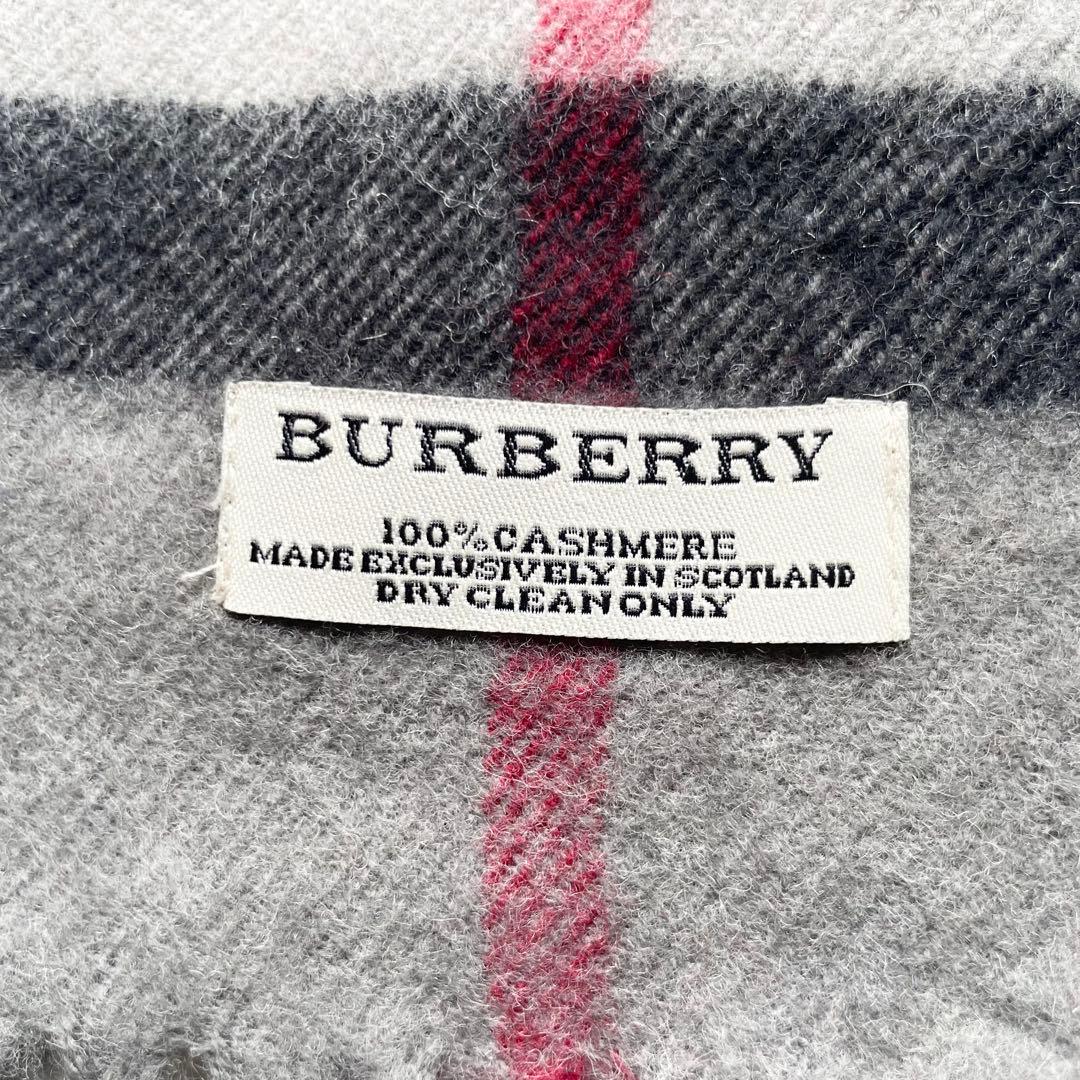 BURBERRY
100% CASHMERE
MADE EXCLUSIVELY IN SCOTLAND
DRY CLEAN ONLY